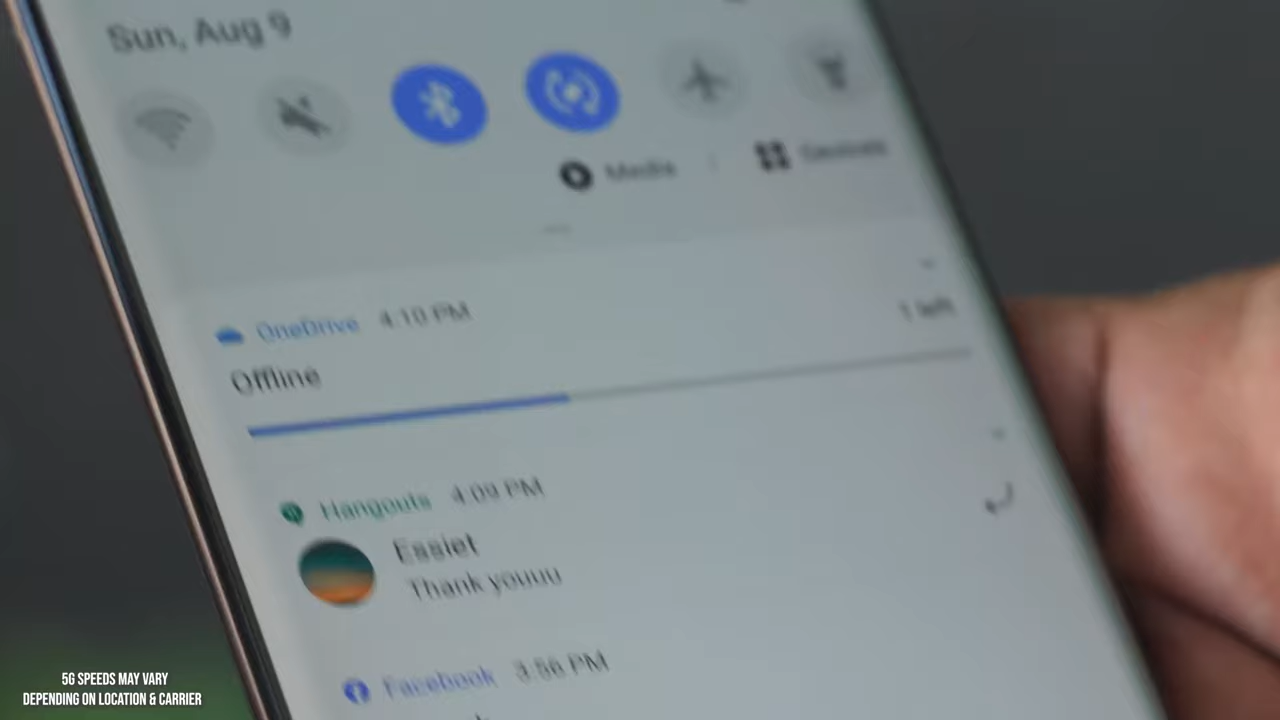 Sun, Aug 9
Media
Devices
OneDrive 4:10 PM
Offline
1 left
Hangouts 4:09 PM
Essiet
Thank youuu
Facebook 3:56 PM
5G SPEEDS MAY VARY
DEPENDING ON LOCATION & CARRIER